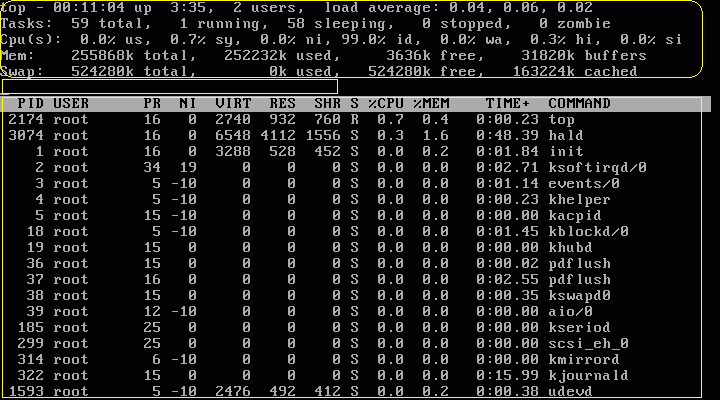 top - 00:11:04 up  3:35,  2 users,  load average: 0.04, 0.06, 0.02
Tasks:  59 total,   1 running,  58 sleeping,   0 stopped,   0 zombie
Cpu(s):  0.0% us,  0.7% sy,  0.0% ni, 99.0% id,  0.0% wa,  0.3% hi,  0.0% si
Mem:    255868k total,   252232k used,     3636k free,    31820k buffers
Swap:   524280k total,        0k used,   524280k free,   163224k cached
PID USER      PR  NI  VIRT  RES  SHR S %CPU %MEM    TIME+  COMMAND
2174 root      16   0  2740  932  760 R  0.7  0.4   0:00.23 top
3074 root      16   0  6548 4112 1556 S  0.3  1.6   0:48.39 hald
1 root      16   0  3288  528  452 S  0.0  0.2   0:01.84 init
2 root      34  19     0    0    0 S  0.0  0.0   0:02.71 ksoftirqd/0
3 root       5 -10     0    0    0 S  0.0  0.0   0:01.14 events/0
4 root       5 -10     0    0    0 S  0.0  0.0   0:00.23 khelper
5 root      15 -10     0    0    0 S  0.0  0.0   0:00.00 kacpid
18 root       5 -10     0    0    0 S  0.0  0.0   0:01.45 kblockd/0
19 root      15   0     0    0    0 S  0.0  0.0   0:00.00 khubd
36 root      15   0     0    0    0 S  0.0  0.0   0:00.02 pdflush
37 root      16   0     0    0    0 S  0.0  0.0   0:02.55 pdflush
38 root      15   0     0    0    0 S  0.0  0.0   0:00.35 kswapd0
39 root      12 -10     0    0    0 S  0.0  0.0   0:00.00 aio/0
185 root      25   0     0    0    0 S  0.0  0.0   0:00.00 kseriod
299 root      25   0     0    0    0 S  0.0  0.0   0:00.00 scsi_eh_0
314 root       6 -10     0    0    0 S  0.0  0.0   0:00.00 kmirrord
322 root      15   0     0    0    0 S  0.0  0.0   0:15.99 kjournald
1593 root       5 -10  2476  492  412 S  0.0  0.2   0:00.38 udevd